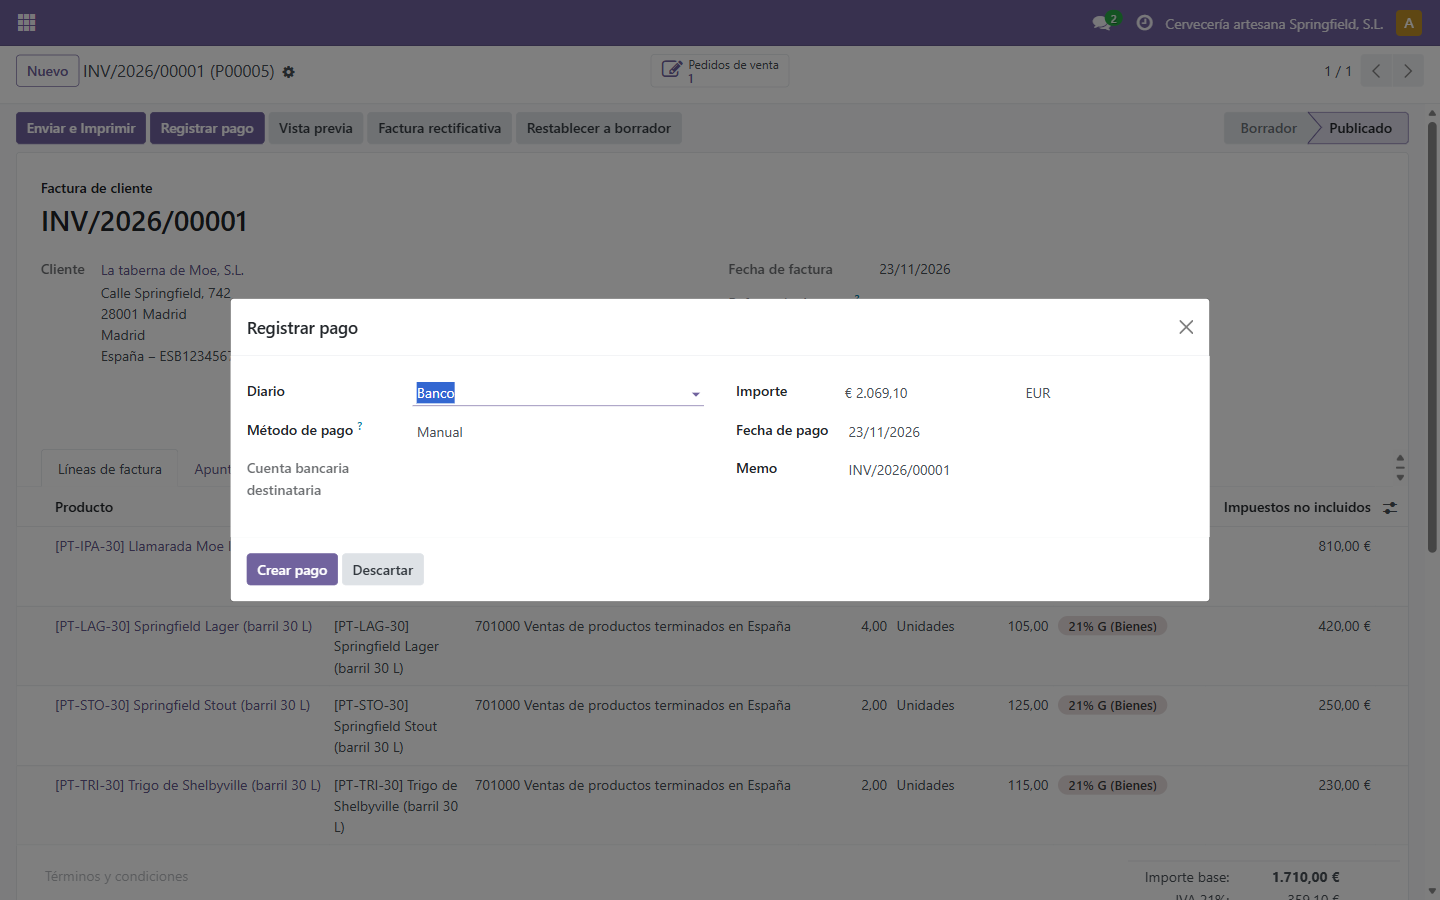 2
Cervecería artesana Springfield, S.L.
A
Nuevo
INV/2026/00001 (P00005)
Pedidos de venta
1
1 / 1
Enviar e Imprimir
Registrar pago
Vista previa
Factura rectificativa
Restablecer a borrador
Borrador
Publicado
Factura de cliente
INV/2026/00001
Cliente
La taberna de Moe, S.L.
Calle Springfield, 742
28001 Madrid
Madrid
España – ESB1234567
Fecha de factura
23/11/2026
Registrar pago
Diario
Banco
Importe
€ 2.069,10
EUR
Método de pago ?
Manual
Fecha de pago
23/11/2026
Cuenta bancaria
destinataria
Memo
INV/2026/00001
Crear pago
Descartar
Líneas de factura
Apunt
Producto
Impuestos no incluidos
[PT-IPA-30] Llamarada Moe
810,00 €
[PT-LAG-30] Springfield Lager (barril 30 L)
[PT-LAG-30]
Springfield Lager
(barril 30 L)
701000 Ventas de productos terminados en España
4,00 Unidades
105,00
21% G (Bienes)
420,00 €
[PT-STO-30] Springfield Stout (barril 30 L)
[PT-STO-30]
Springfield Stout
(barril 30 L)
701000 Ventas de productos terminados en España
2,00 Unidades
125,00
21% G (Bienes)
250,00 €
[PT-TRI-30] Trigo de Shelbyville (barril 30 L)
[PT-TRI-30] Trigo de
Shelbyville (barril 30
L)
701000 Ventas de productos terminados en España
2,00 Unidades
115,00
21% G (Bienes)
230,00 €
Términos y condiciones
Importe base:
1.710,00 €
IVA 21%:
359,10 €